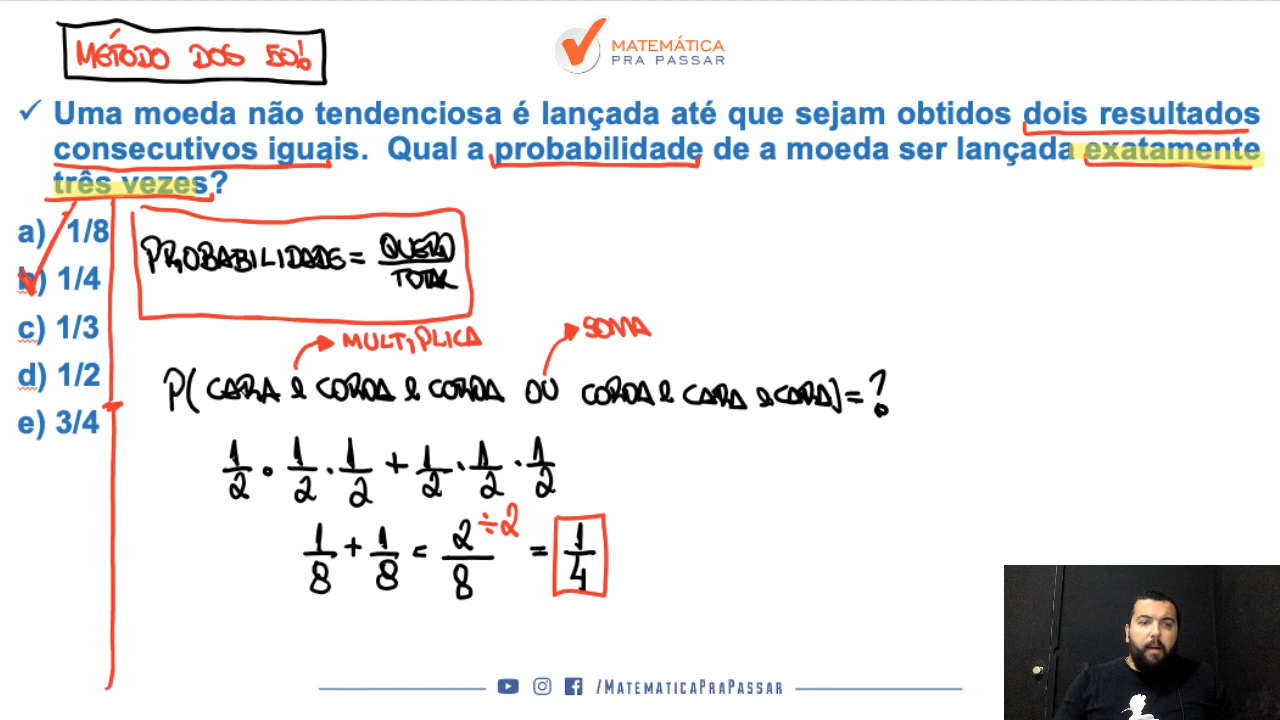 MÉTODO DOS 50!
MATEMÁTICA
PRA PASSAR
✓ Uma moeda não tendenciosa é lançada até que sejam obtidos dois resultados
consecutivos iguais. Qual a probabilidade de a moeda ser lançada exatamente
três vezes?
a) 1/8
b) 1/4
c) 1/3
d) 1/2
e) 3/4
PROBABILIDADE = QUERO/TOTAL
MULTIPLICA
SOMA
P( CARA e COROA e COROA OU COROA e CARA e CARA) = ?
1/2 . 1/2 . 1/2 + 1/2 . 1/2 . 1/2
1/8 + 1/8 = 2/8 ÷2 = 1/4
/MATEMATICAPRAPASSAR